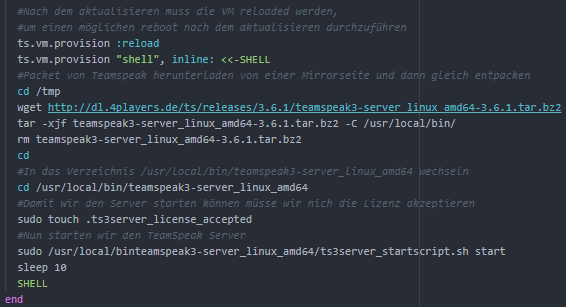 #Nach dem aktualisieren muss die VM reloaded werden,
#um einen möglichen reboot nach dem aktualisieren durchzuführen
ts.vm.provision :reload
ts.vm.provision "shell", inline: <<-SHELL
#Packet von Teamspeak herunterladen von einer Mirrorseite und dann gleich entpacken
cd /tmp
wget http://dl.4players.de/ts/releases/3.6.1/teamspeak3-server_linux_amd64-3.6.1.tar.bz2
tar -xjf teamspeak3-server_linux_amd64-3.6.1.tar.bz2 -C /usr/local/bin/
rm teamspeak3-server_linux_amd64-3.6.1.tar.bz2
cd
#In das Verzeichnis /usr/local/bin/teamspeak3-server_linux_amd64 wechseln
cd /usr/local/bin/teamspeak3-server_linux_amd64
#Damit wir den Server starten können müsse wir nich die Lizenz akzeptieren
sudo touch .ts3server_license_accepted
#Nun starten wir den TeamSpeak Server
sudo /usr/local/binteamspeak3-server_linux_amd64/ts3server_startscript.sh start
sleep 10
SHELL
end